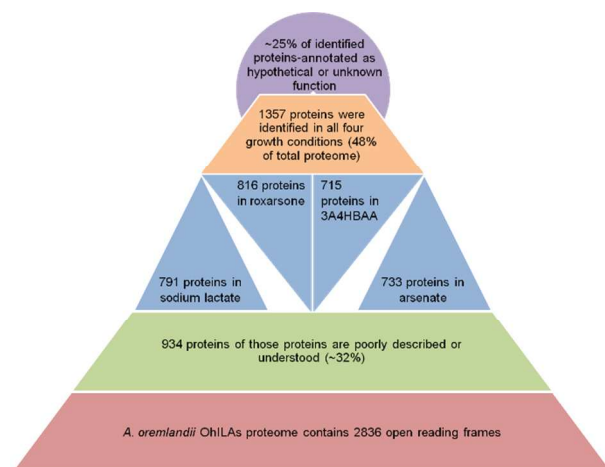 ~25% of identified
proteins-annotated as
hypothetical or unknown
function
1357 proteins were
identified in all four
growth conditions (48%
of total proteome)
816 proteins
in roxarsone
715
proteins in
3A4HBAA
791 proteins in
sodium lactate
733 proteins in
arsenate
934 proteins of those proteins are poorly described or
understood (~32%)
A. oremlandii OhILAs proteome contains 2836 open reading frames